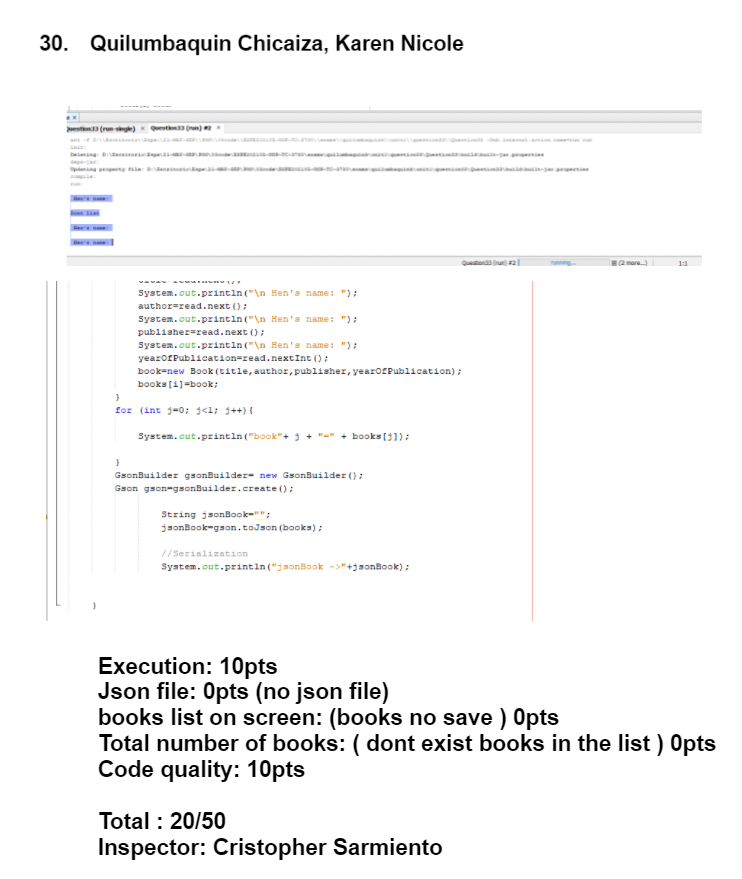 30. Quilumbaquin Chicaiza, Karen Nicole
Question33 (run-single) × Question33 (run) #2 ×
init:
deps-jar:
compile:
run:
Hen's name:
Dont list
Hen's name:
Hen's name:
Question33 (run) #2 running... (2 more...) 1:1
System.out.println("\n Hen's name: ");
author=read.next();
System.out.println("\n Hen's name: ");
publisher=read.next();
System.out.println("\n Hen's name: ");
yearOfPublication=read.nextInt();
book=new Book(title,author,publisher,yearOfPublication);
books[i]=book;
}
for (int j=0; j<1; j++){
System.out.println("book"+ j + "=" + books[j]);
}
GsonBuilder gsonBuilder= new GsonBuilder();
Gson gson=gsonBuilder.create();
String jsonBook="";
jsonBook=gson.toJson(books);
//Serialization
System.out.println("jsonBook ->"+jsonBook);
}
Execution: 10pts
Json file: 0pts (no json file)
books list on screen: (books no save ) 0pts
Total number of books: ( dont exist books in the list ) 0pts
Code quality: 10pts
Total : 20/50
Inspector: Cristopher Sarmiento